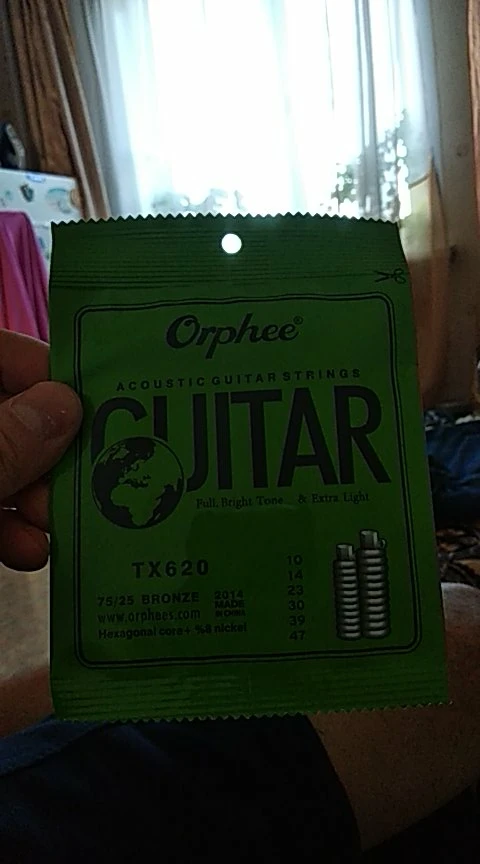 Orphee®
ACOUSTIC GUITAR STRINGS
GUITAR
Full, Bright Tone & Extra Light
TX620
75/25 BRONZE
www.orphees.com
Hexagonal core+ %8 nickel
2014
MADE
IN CHINA
10
14
23
30
39
47